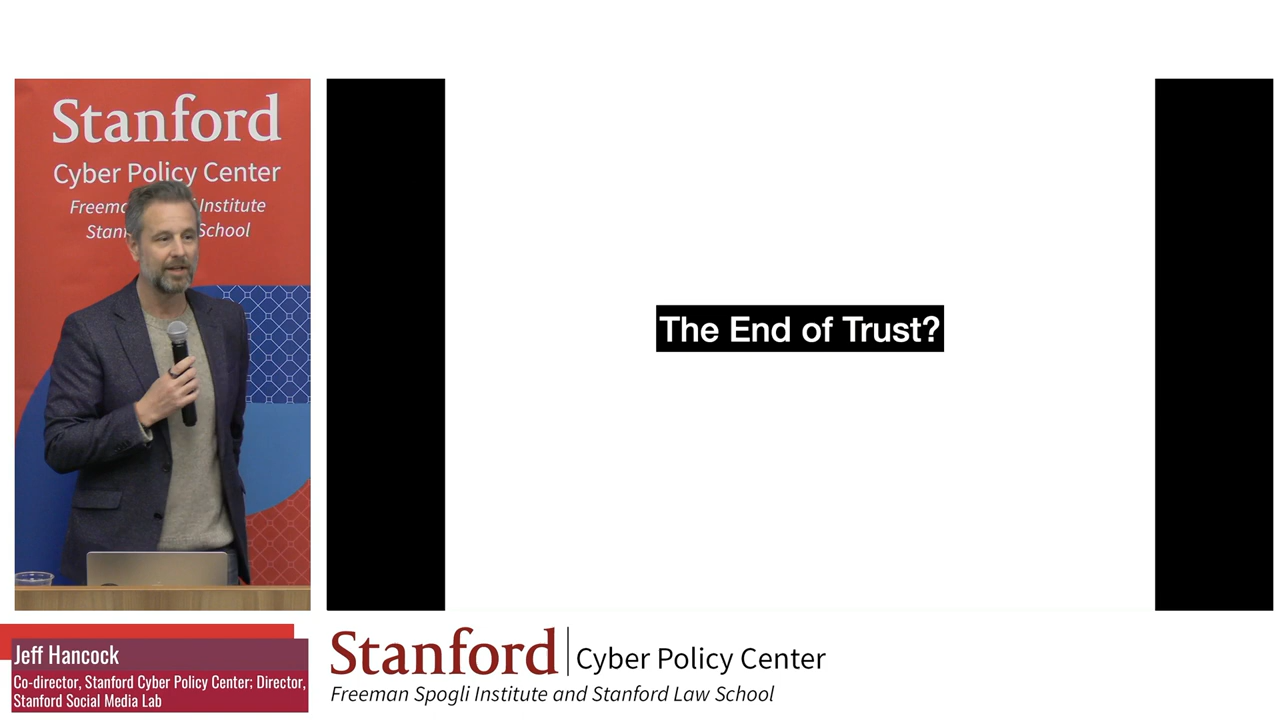 Stanford
Cyber Policy Center
Institute
School
The End of Trust?
Jeff Hancock
Co-director, Stanford Cyber Policy Center; Director,
Stanford Social Media Lab
Stanford | Cyber Policy Center
Freeman Spogli Institute and Stanford Law School